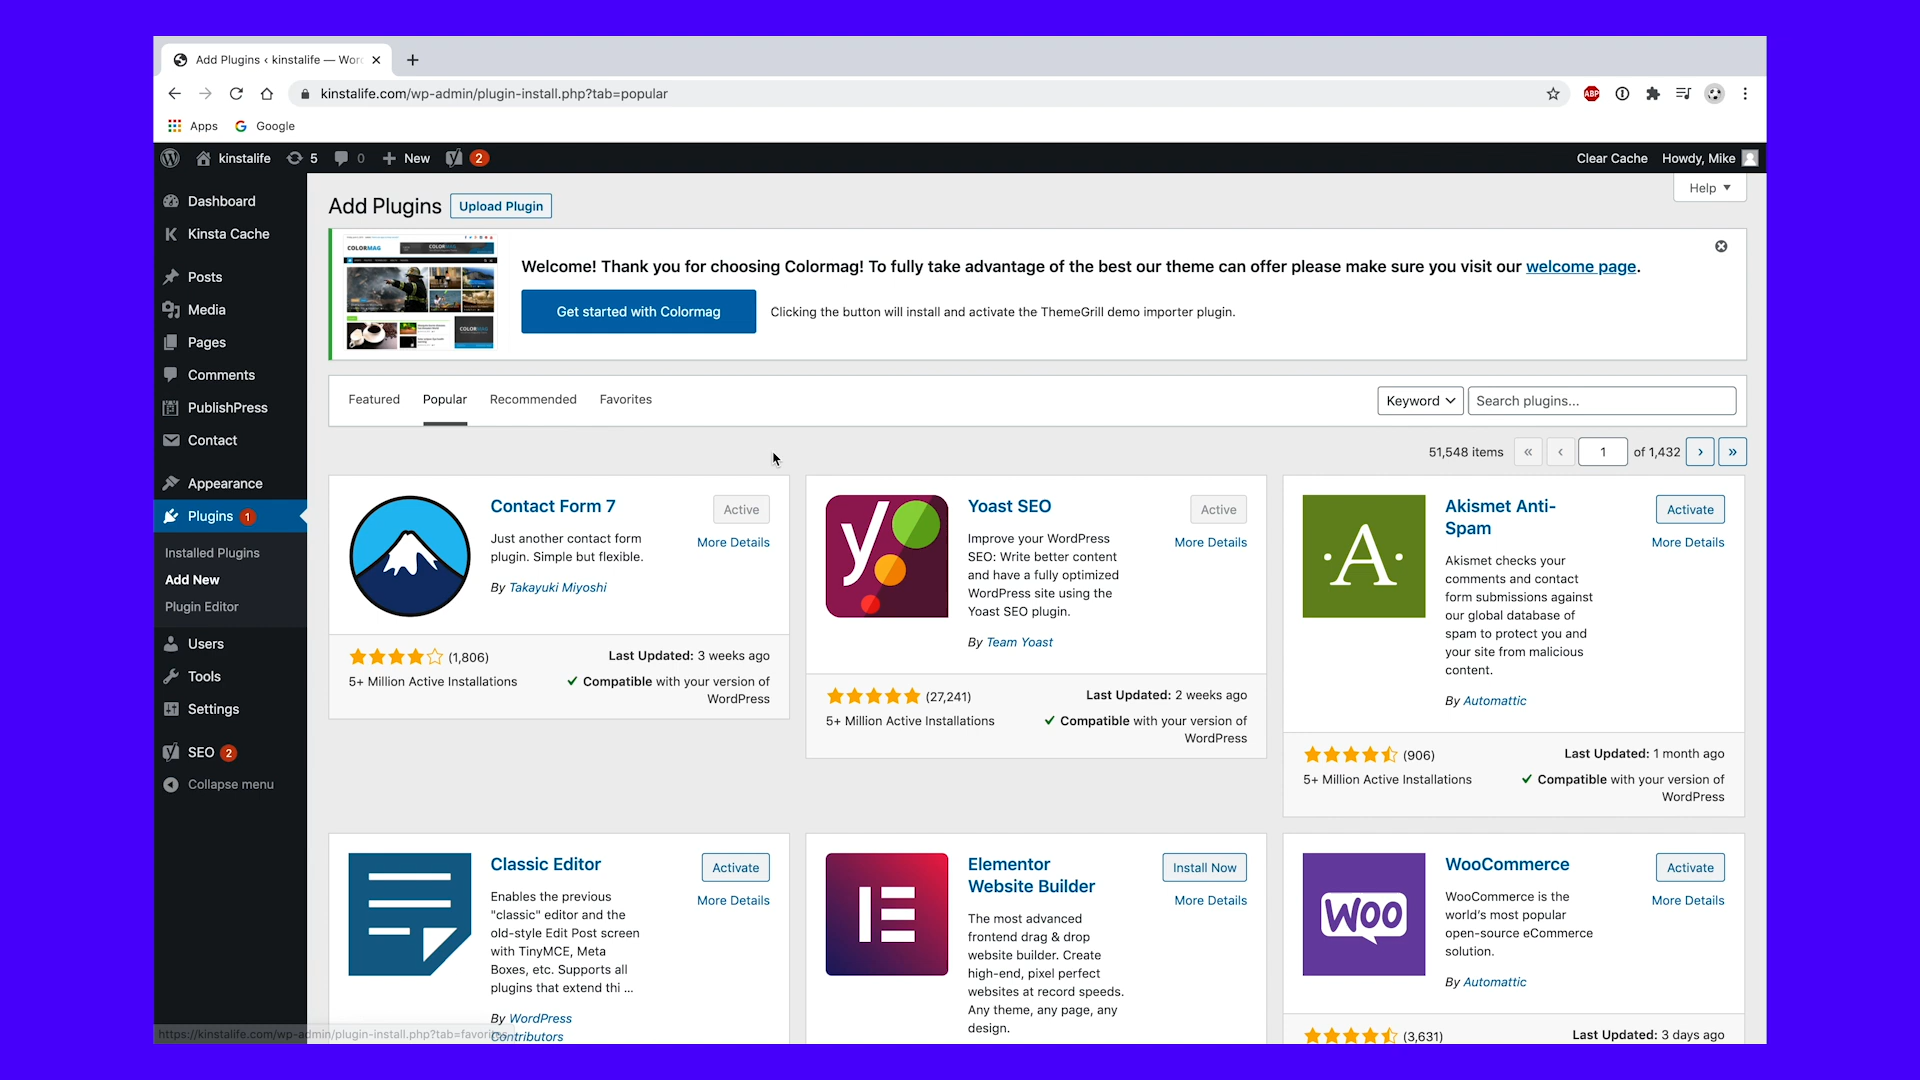 Add Plugins ‹ kinstalife — Wor
kinstalife.com/wp-admin/plugin-install.php?tab=popular
ABP
Apps Google
kinstalife 5 0 New 2 Clear Cache Howdy, Mike
Dashboard
Kinsta Cache
Posts
Media
Pages
Comments
PublishPress
Contact
Appearance
Plugins 1
Installed Plugins
Add New
Plugin Editor
Users
Tools
Settings
SEO 2
Collapse menu
Help
Add Plugins Upload Plugin
COLORMAG
Welcome! Thank you for choosing Colormag! To fully take advantage of the best our theme can offer please make sure you visit our welcome page.
Get started with Colormag Clicking the button will install and activate the ThemeGrill demo importer plugin.
Featured Popular Recommended Favorites Keyword Search plugins...
51,548 items « ‹ 1 of 1,432 › »
Contact Form 7
Active
More Details
Just another contact form
plugin. Simple but flexible.
By Takayuki Miyoshi
(1,806)
5+ Million Active Installations
Last Updated: 3 weeks ago
Compatible with your version of
WordPress
Yoast SEO
Active
More Details
Improve your WordPress
SEO: Write better content
and have a fully optimized
WordPress site using the
Yoast SEO plugin.
By Team Yoast
(27,241)
5+ Million Active Installations
Last Updated: 2 weeks ago
Compatible with your version of
WordPress
·A·
Akismet Anti-
Spam
Activate
More Details
Akismet checks your
comments and contact
form submissions against
our global database of
spam to protect you and
your site from malicious
content.
By Automattic
(906)
5+ Million Active Installations
Last Updated: 1 month ago
Compatible with your version of
WordPress
Classic Editor
Activate
More Details
Enables the previous
"classic" editor and the
old-style Edit Post screen
with TinyMCE, Meta
Boxes, etc. Supports all
plugins that extend thi ...
By WordPress
Contributors
Elementor
Website Builder
Install Now
More Details
The most advanced
frontend drag & drop
website builder. Create
high-end, pixel perfect
websites at record speeds.
Any theme, any page, any
design.
WOO
WooCommerce
Activate
More Details
WooCommerce is the
world's most popular
open-source eCommerce
solution.
By Automattic
(3,631)
Last Updated: 3 days ago
https://kinstalife.com/wp-admin/plugin-install.php?tab=favorites